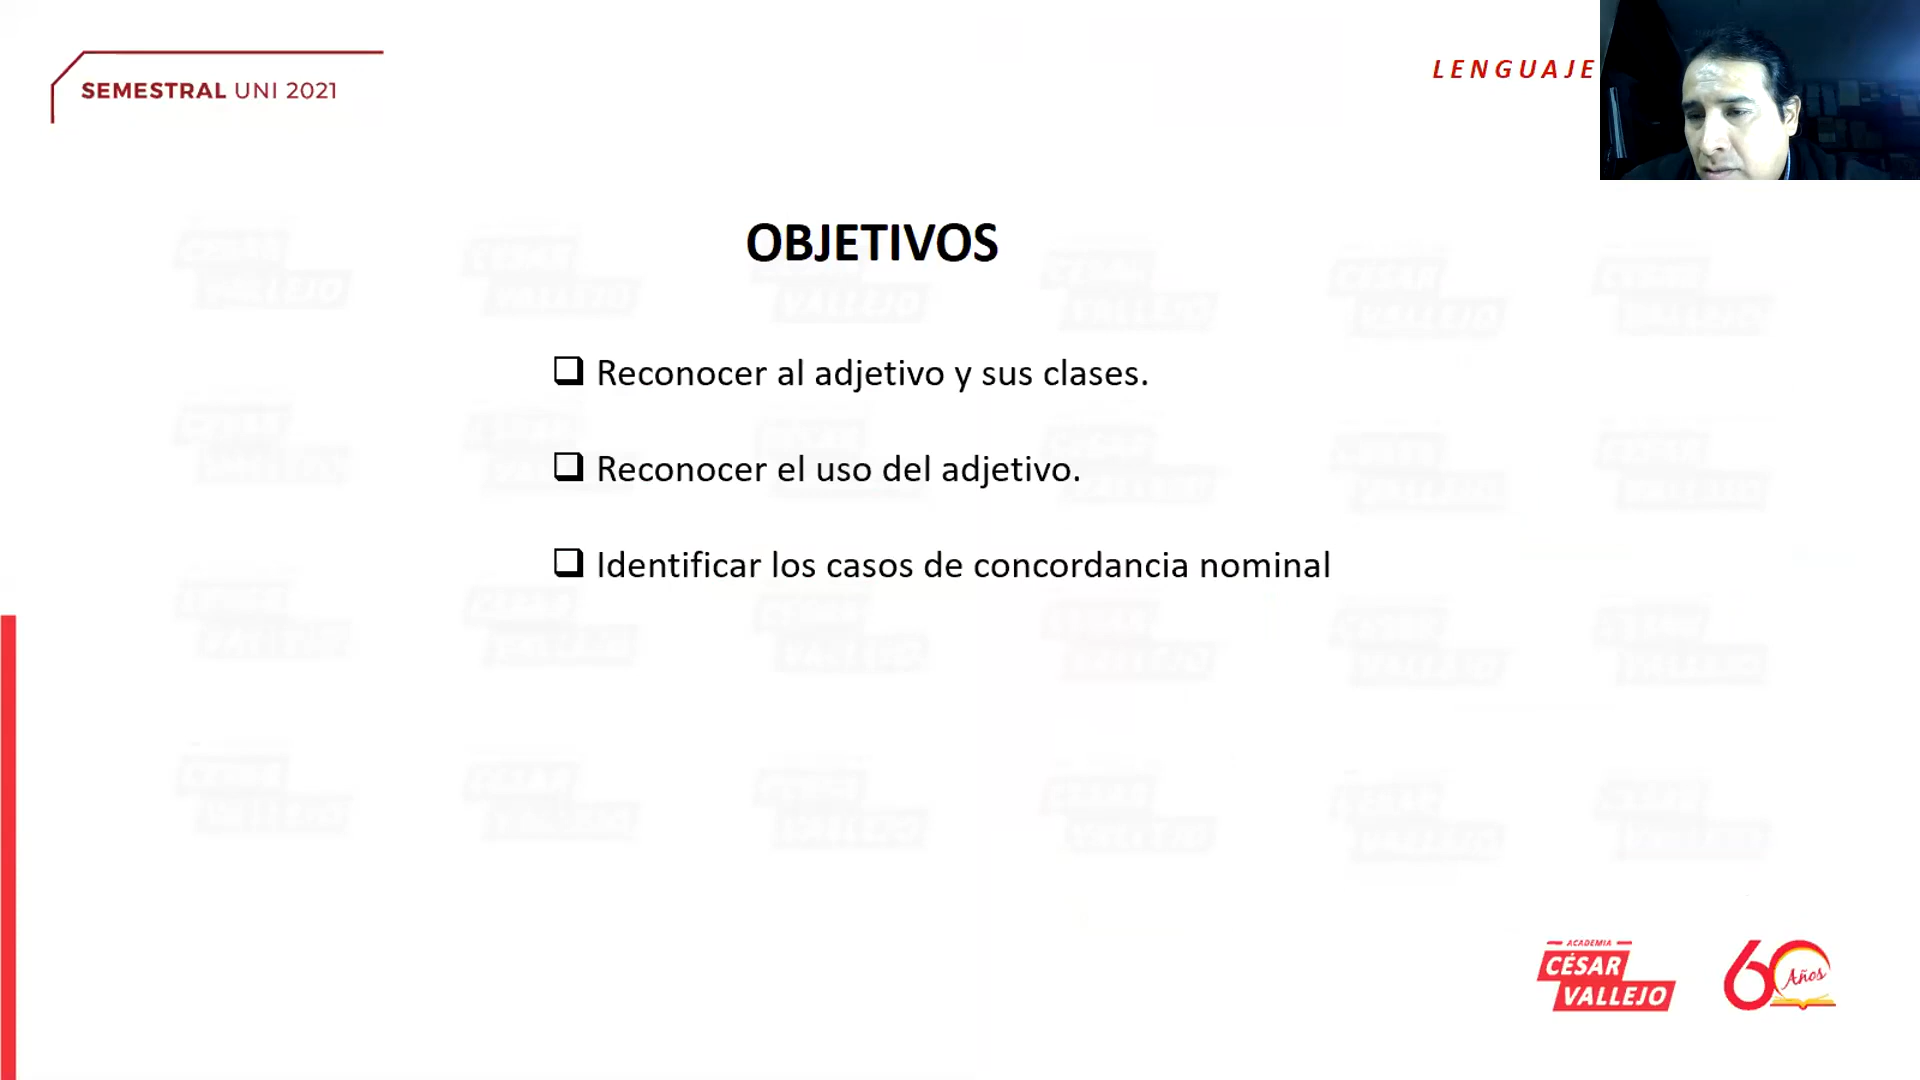 SEMESTRAL UNI 2021
LENGUAJE
OBJETIVOS
Reconocer al adjetivo y sus clases.
Reconocer el uso del adjetivo.
Identificar los casos de concordancia nominal
ACADEMIA
CÉSAR
VALLEJO
60 Años